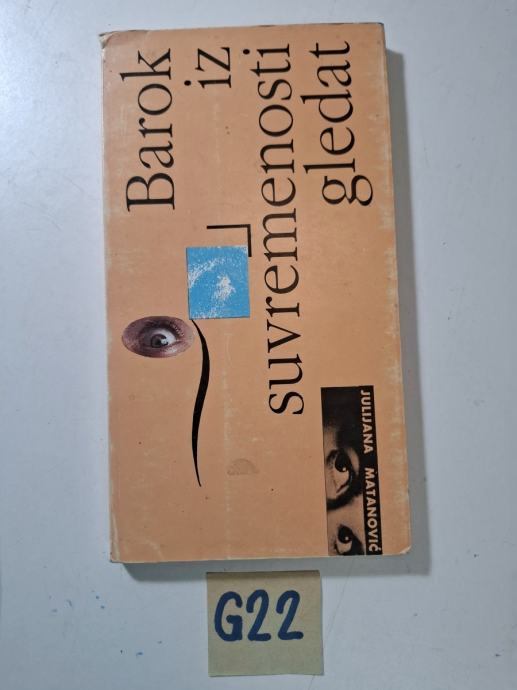 Barok
iz
suvremenosti
gledat
JULIJANA MATANOVIĆ
G22